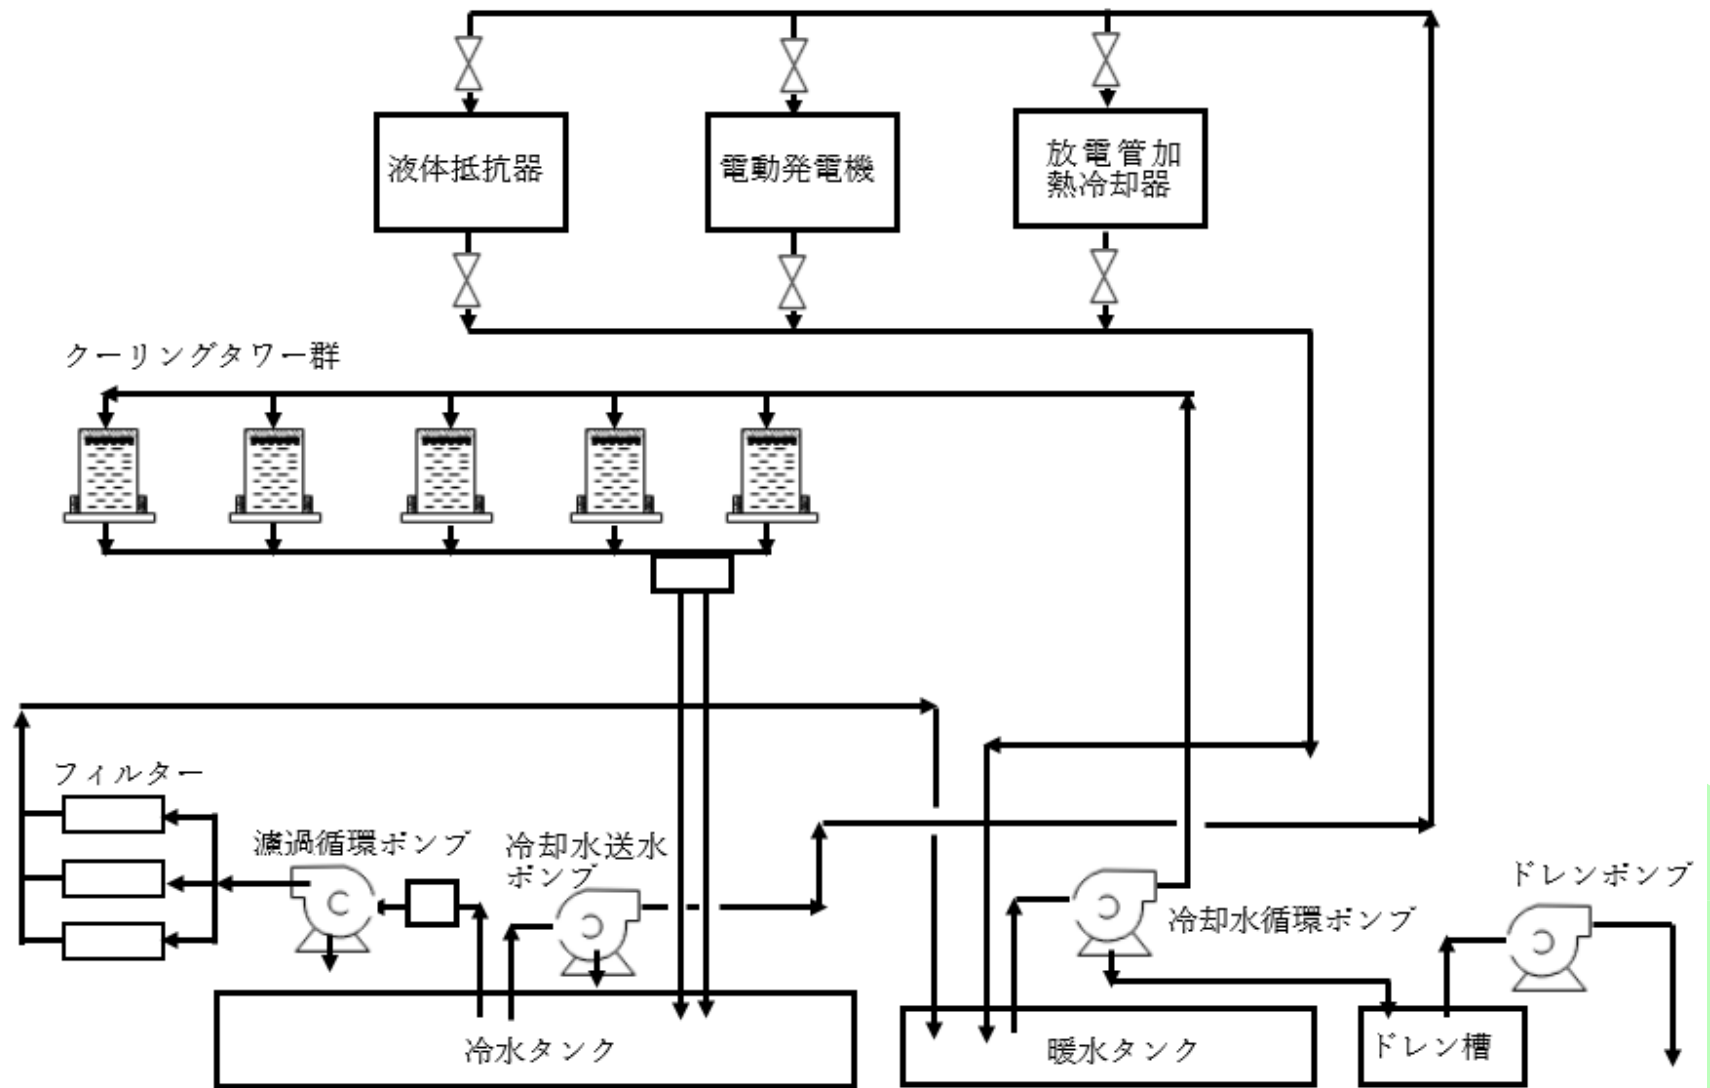 液体抵抗器
電動発電機
放電管加
熱冷却器
クーリングタワー群
フィルター
濾過循環ポンプ
冷却水送水
ポンプ
冷却水循環ポンプ
ドレンポンプ
冷水タンク
暖水タンク
ドレン槽